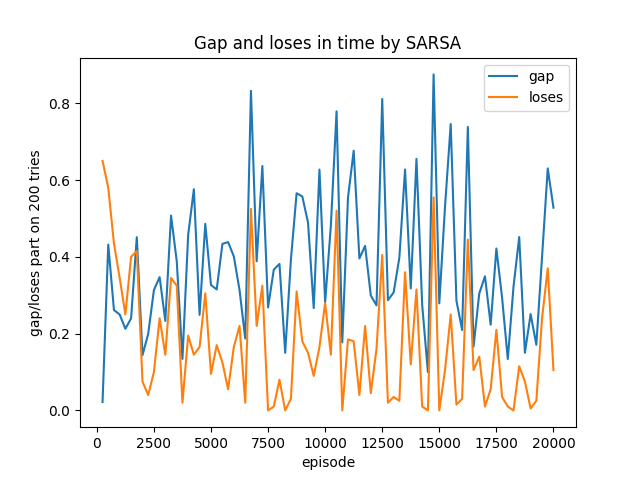 Gap and loses in time by SARSA
gap
loses
gap/loses part on 200 tries
0.8
0.6
0.4
0.2
0.0
0 2500 5000 7500 10000 12500 15000 17500 20000
episode